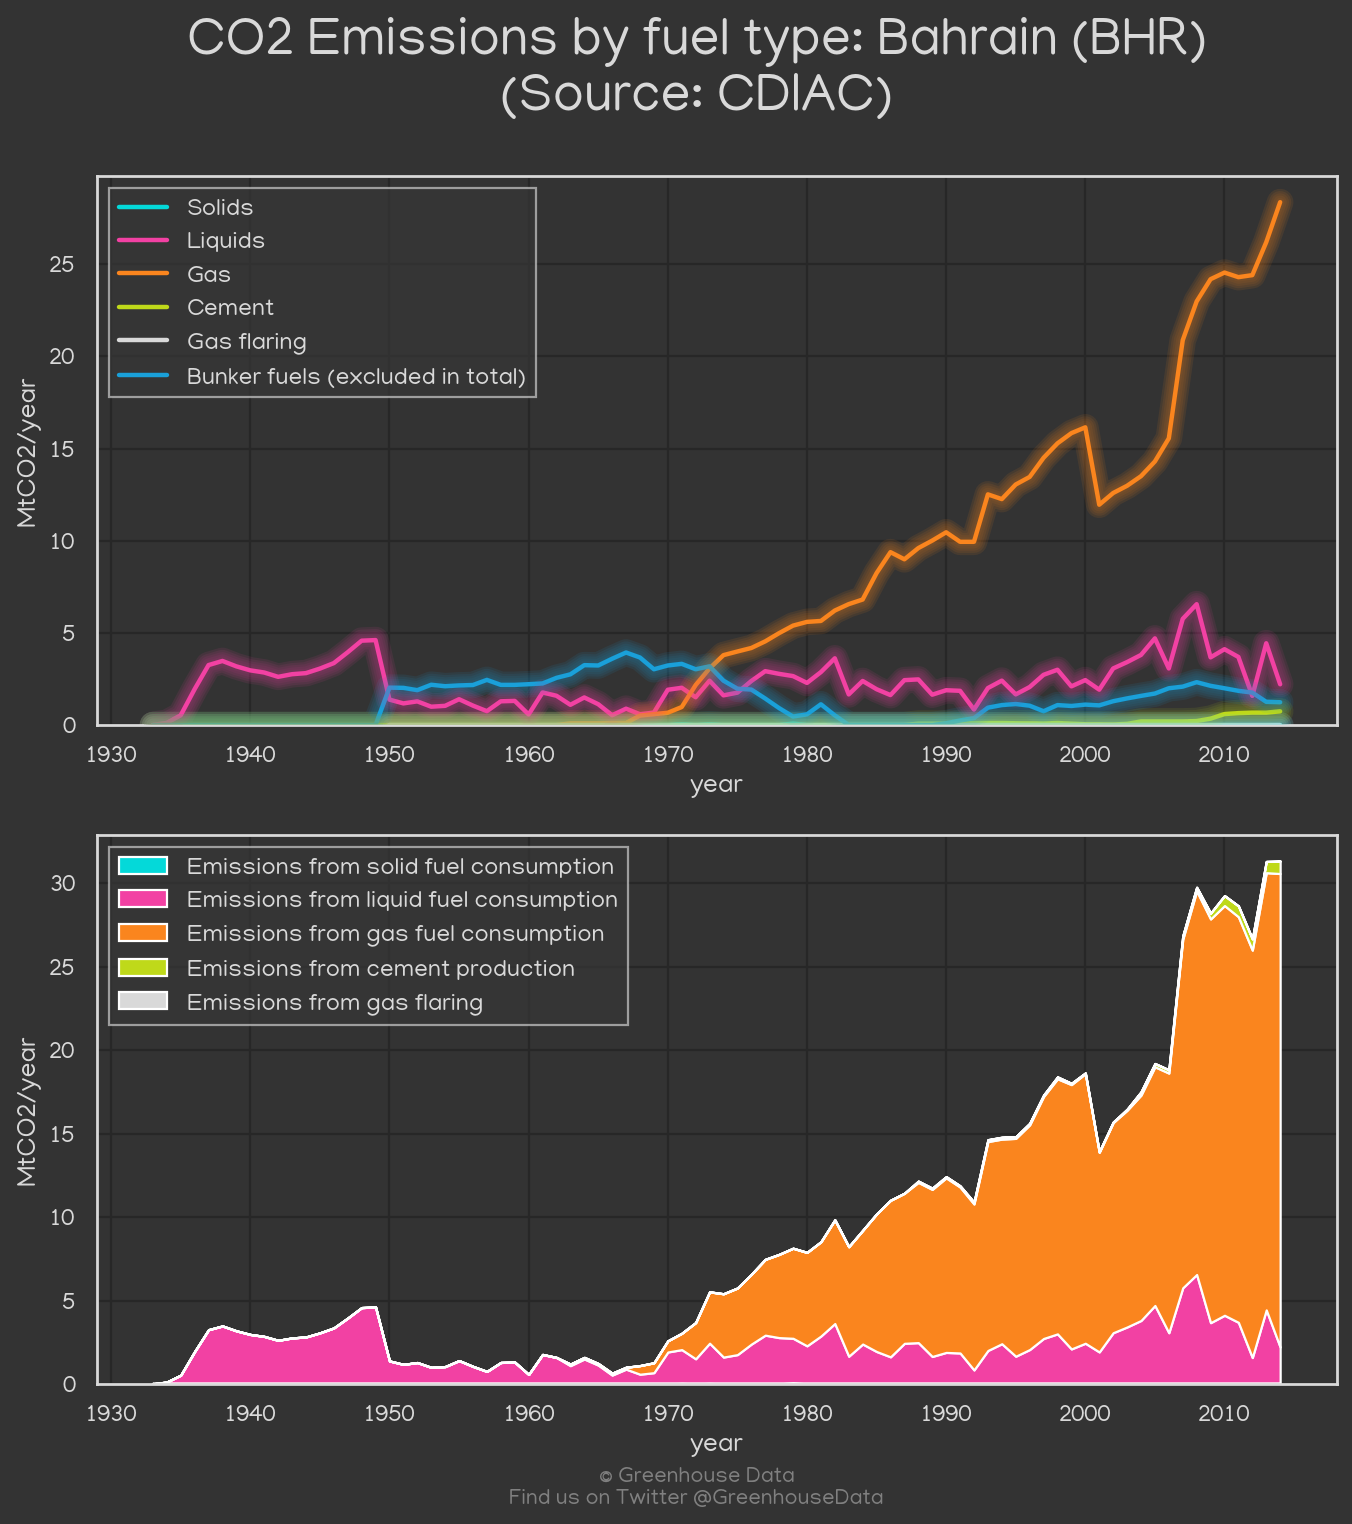 CO2 Emissions by fuel type: Bahrain (BHR)
(Source: CDIAC)
Solids
Liquids
Gas
Cement
Gas flaring
Bunker fuels (excluded in total)
25
20
15
10
5
0
MtCO2/year
1930 1940 1950 1960 1970 1980 1990 2000 2010
year
Emissions from solid fuel consumption
Emissions from liquid fuel consumption
Emissions from gas fuel consumption
Emissions from cement production
Emissions from gas flaring
30
25
20
15
10
5
0
MtCO2/year
1930 1940 1950 1960 1970 1980 1990 2000 2010
year
© Greenhouse Data
Find us on Twitter @GreenhouseData